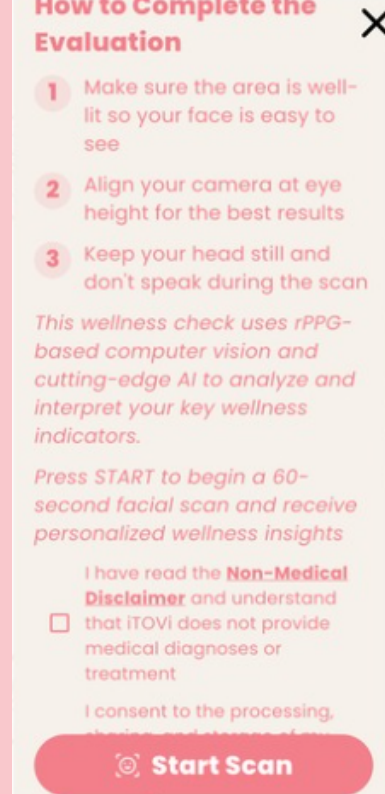 How to Complete the
Evaluation
1 Make sure the area is well-
lit so your face is easy to
see
2 Align your camera at eye
height for the best results
3 Keep your head still and
don't speak during the scan
This wellness check uses rPPG-
based computer vision and
cutting-edge AI to analyze and
interpret your key wellness
indicators.
Press START to begin a 60-
second facial scan and receive
personalized wellness insights
I have read the Non-Medical
Disclaimer and understand
that iTOVi does not provide
medical diagnoses or
treatment
I consent to the processing,
sharing, and storage of my
Start Scan